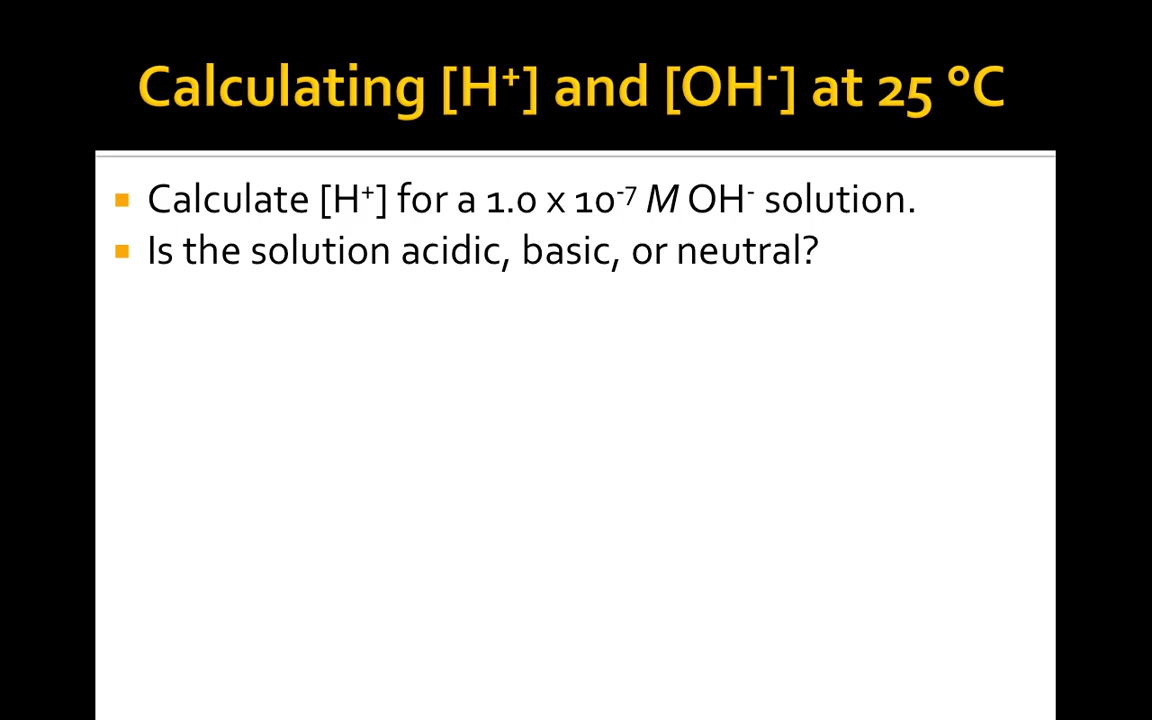 Calculating [H⁺] and [OH⁻] at 25 °C
Calculate [H⁺] for a 1.0 x 10⁻⁷ M OH⁻ solution.
Is the solution acidic, basic, or neutral?